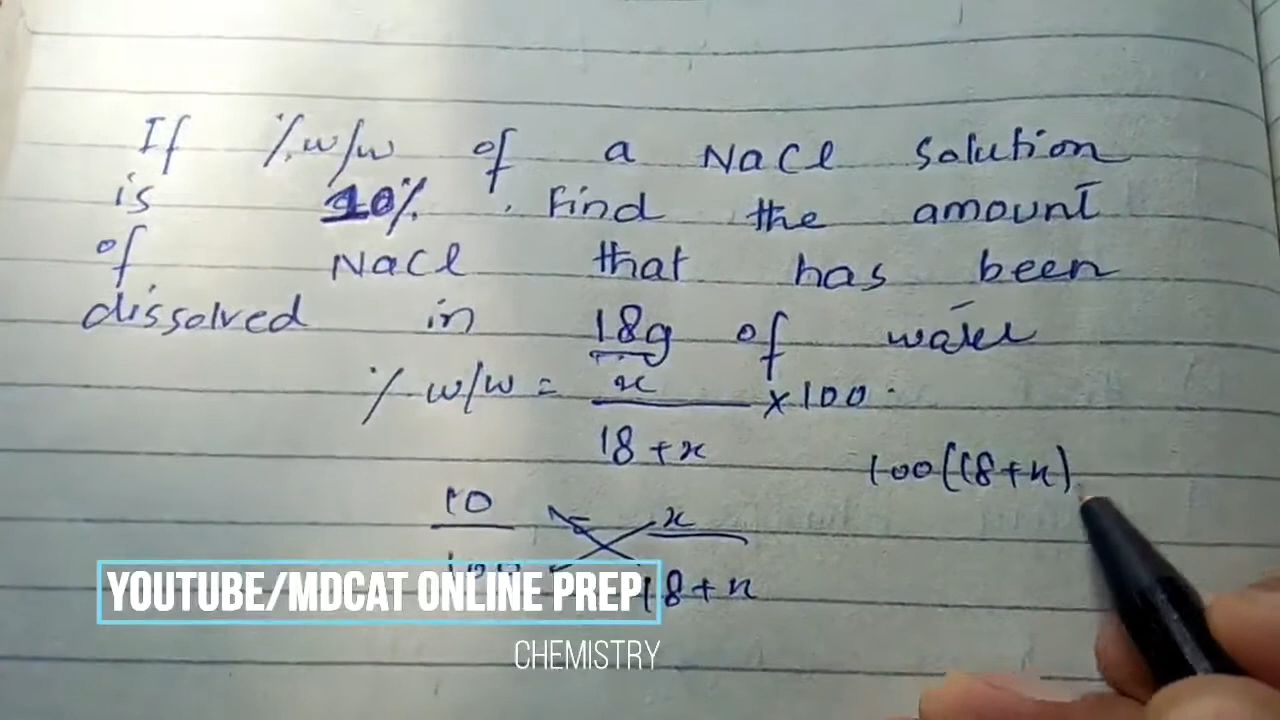 If %w/w of a NaCl solution
is 10%. Find the amount
of NaCl that has been
dissolved in 18g of water
% w/w = x
× 100.
18 + x
100(18+x)
10 = x
100 18+x
YOUTUBE/MDCAT ONLINE PREP
CHEMISTRY